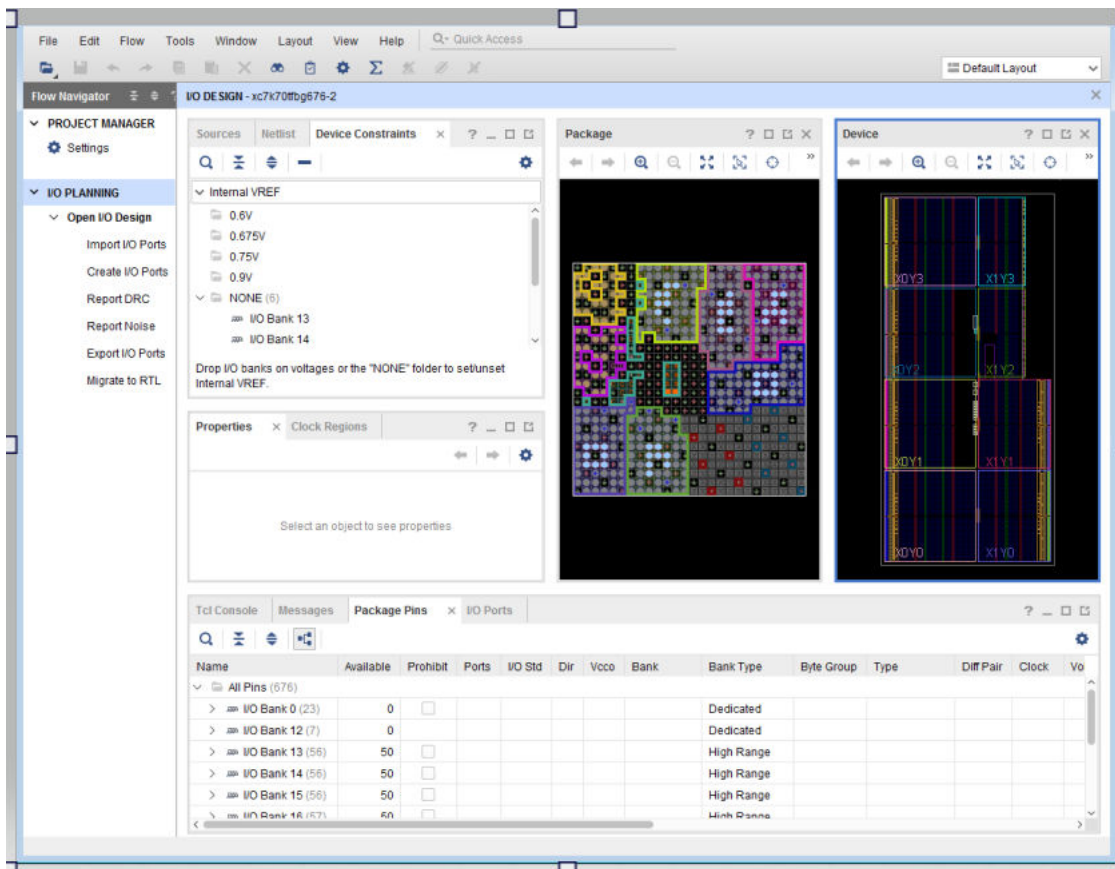 File Edit Flow Tools Window Layout View Help Quick Access
Default Layout
Flow Navigator
I/O DESIGN - xc7k70tfbg676-2
PROJECT MANAGER
Settings
I/O PLANNING
Open I/O Design
Import I/O Ports
Create I/O Ports
Report DRC
Report Noise
Export I/O Ports
Migrate to RTL
Sources Netlist Device Constraints
Internal VREF
0.6V
0.675V
0.75V
0.9V
NONE (6)
I/O Bank 13
I/O Bank 14
Drop I/O banks on voltages or the "NONE" folder to set/unset
Internal VREF.
Properties Clock Regions
Select an object to see properties
Package
Device
X0Y3 X1Y3
X0Y2 X1Y2
X0Y1 X1Y1
X0Y0 X1Y0
Tcl Console Messages Package Pins I/O Ports
Name Available Prohibit Ports I/O Std Dir Vcco Bank Bank Type Byte Group Type Diff Pair Clock Vo
All Pins (676)
I/O Bank 0 (23) 0 Dedicated
I/O Bank 12 (7) 0 Dedicated
I/O Bank 13 (56) 50 High Range
I/O Bank 14 (56) 50 High Range
I/O Bank 15 (56) 50 High Range
I/O Bank 16 (57) 50 High Range